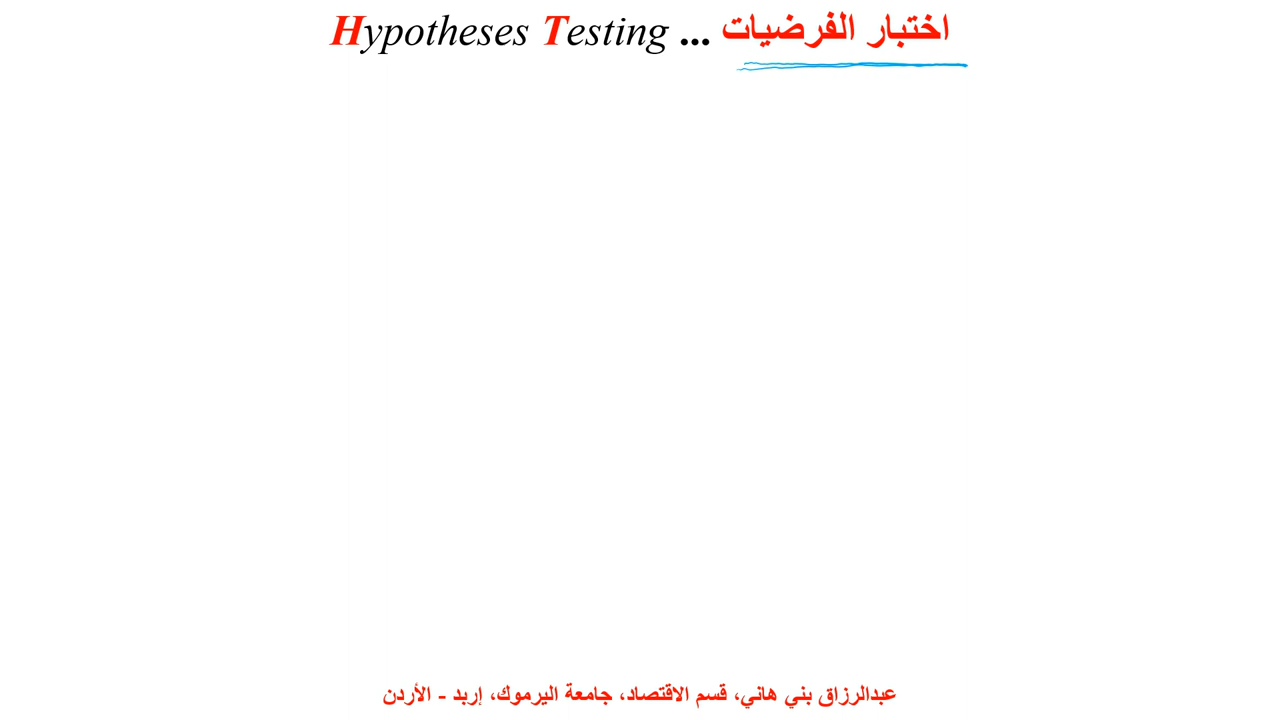 اختبار الفرضيات ... Hypotheses Testing
عبدالرزاق بني هاني، قسم الاقتصاد، جامعة اليرموك، إربد - الأردن